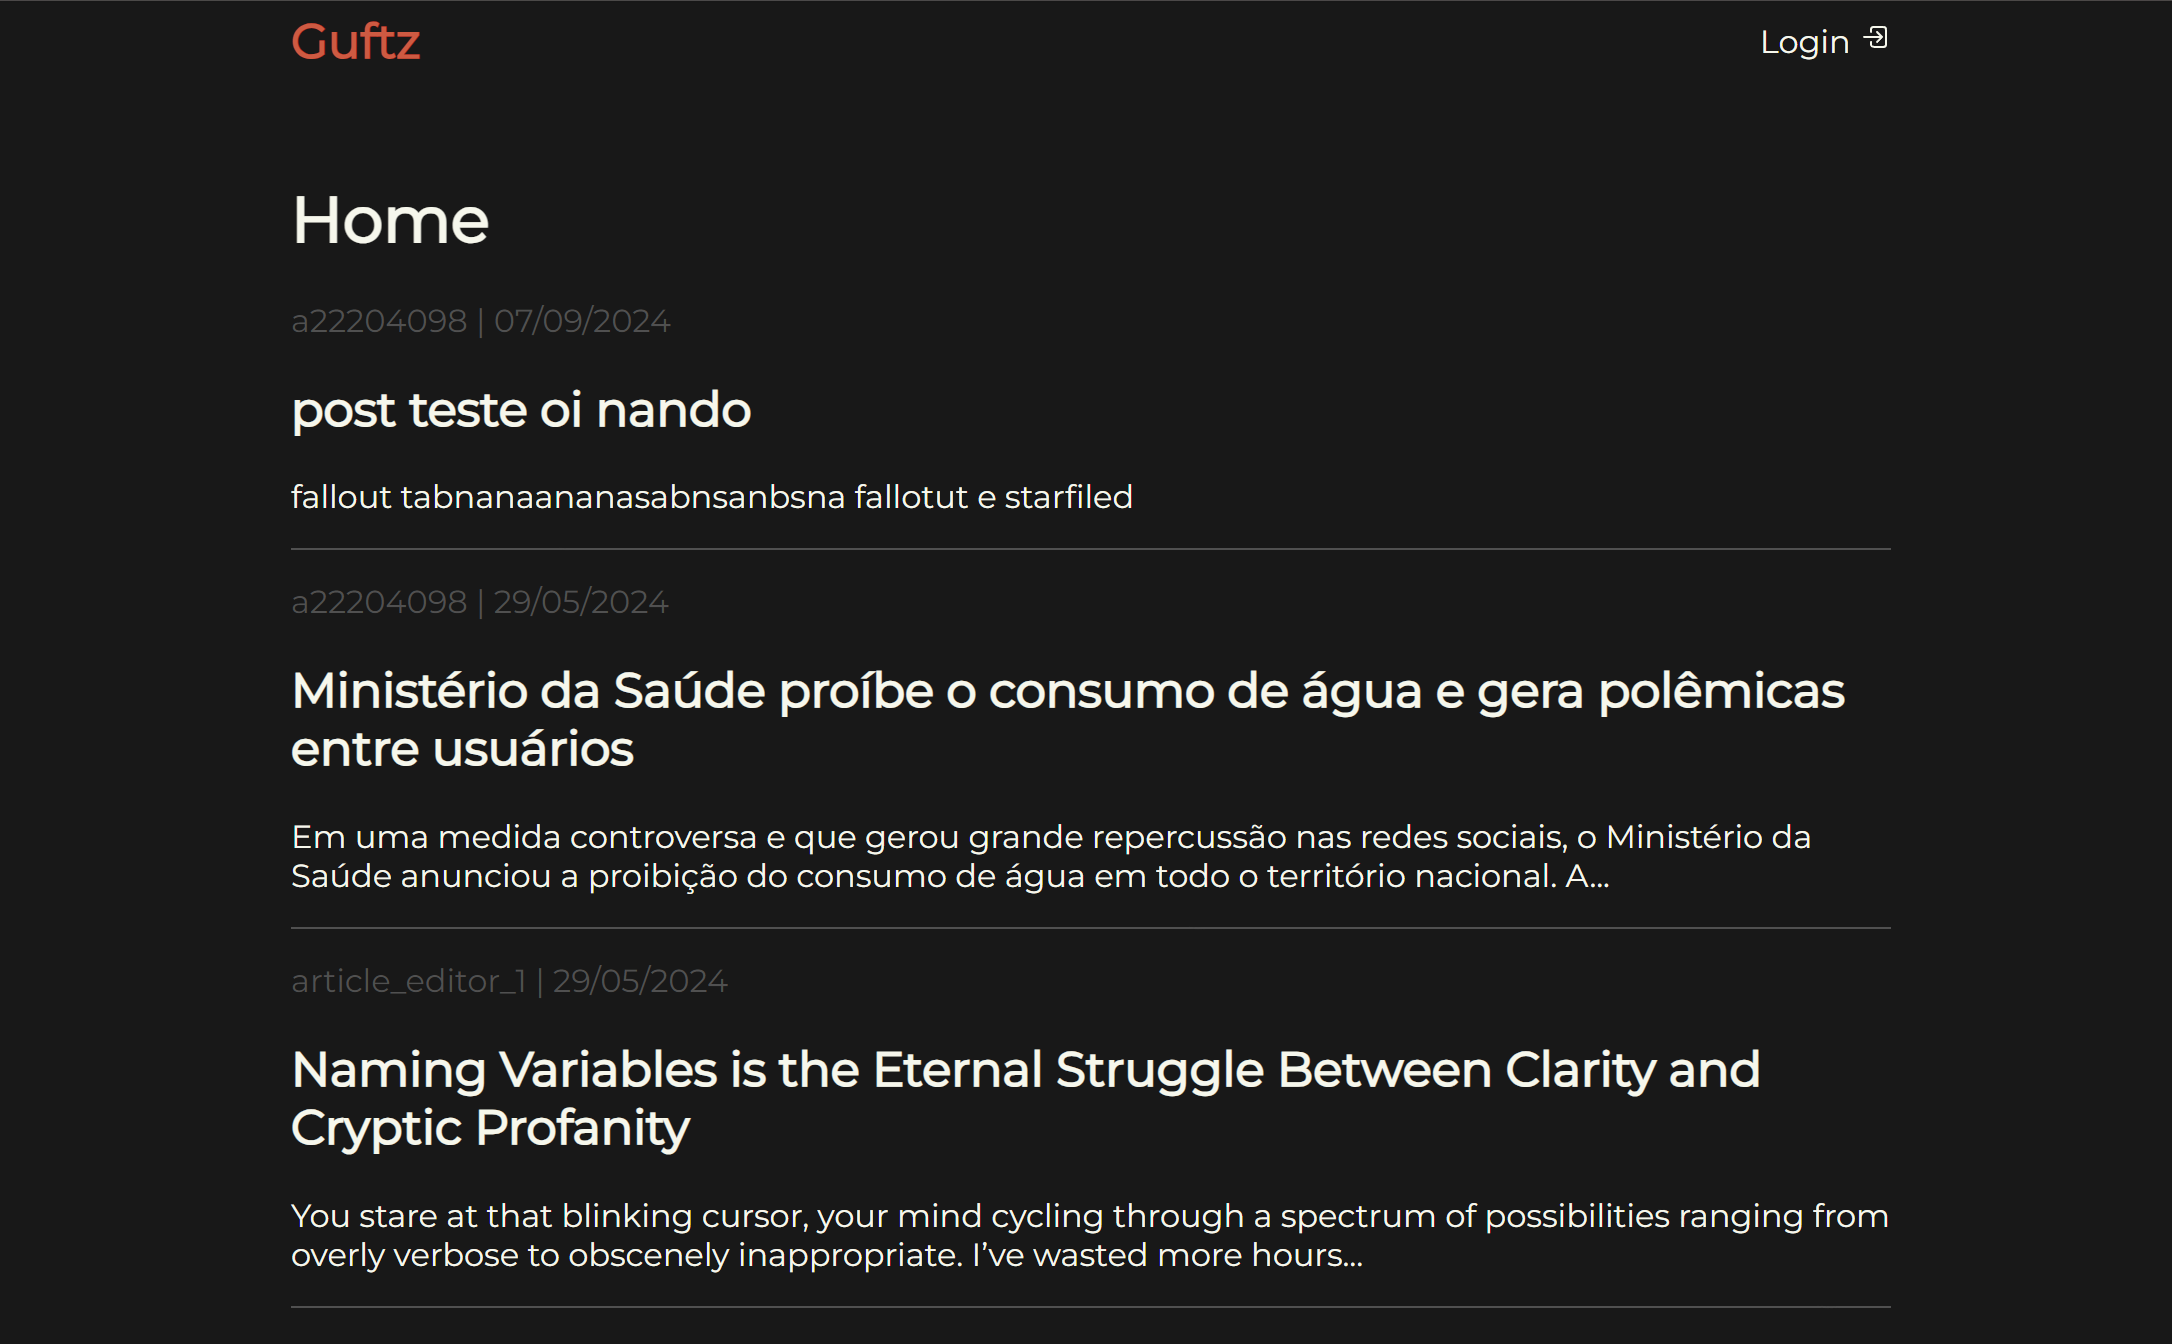 Guftz
Login
Home
a22204098 | 07/09/2024
post teste oi nando
fallout tabnanaananasabnsanbsna fallotut e starfiled
a22204098 | 29/05/2024
Ministério da Saúde proíbe o consumo de água e gera polêmicas
entre usuários
Em uma medida controversa e que gerou grande repercussão nas redes sociais, o Ministério da
Saúde anunciou a proibição do consumo de água em todo o território nacional. A...
article_editor_1 | 29/05/2024
Naming Variables is the Eternal Struggle Between Clarity and
Cryptic Profanity
You stare at that blinking cursor, your mind cycling through a spectrum of possibilities ranging from
overly verbose to obscenely inappropriate. I’ve wasted more hours...